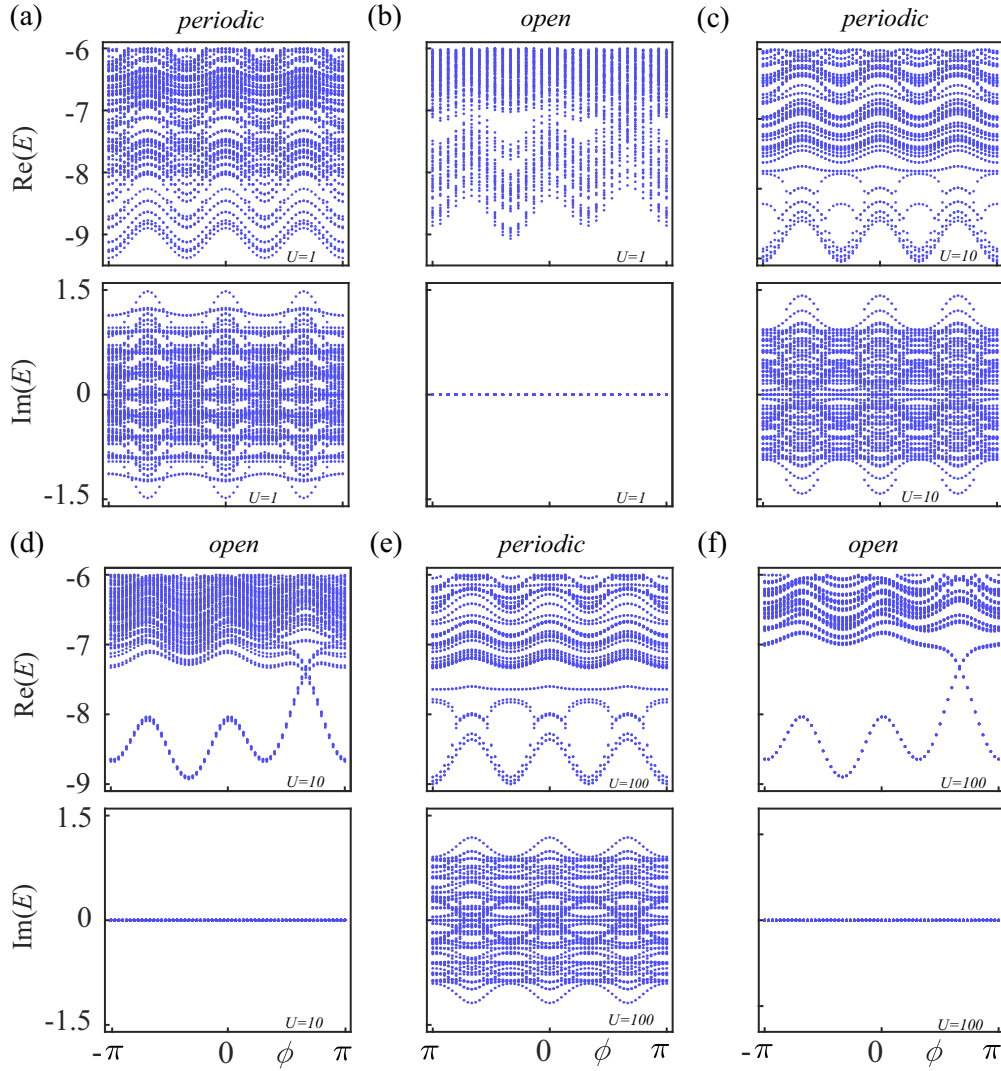 (a) periodic
(b) open
(c) periodic
Re(E)
-6
-7
-8
-9
U=1
U=1
U=10
Im(E)
1.5
0
-1.5
U=1
U=1
U=10
(d) open
(e) periodic
(f) open
Re(E)
-6
-7
-8
-9
U=10
U=100
U=100
Im(E)
1.5
0
-1.5
U=10
U=100
U=100
-π 0 ϕ π
-π 0 ϕ π
-π 0 ϕ π